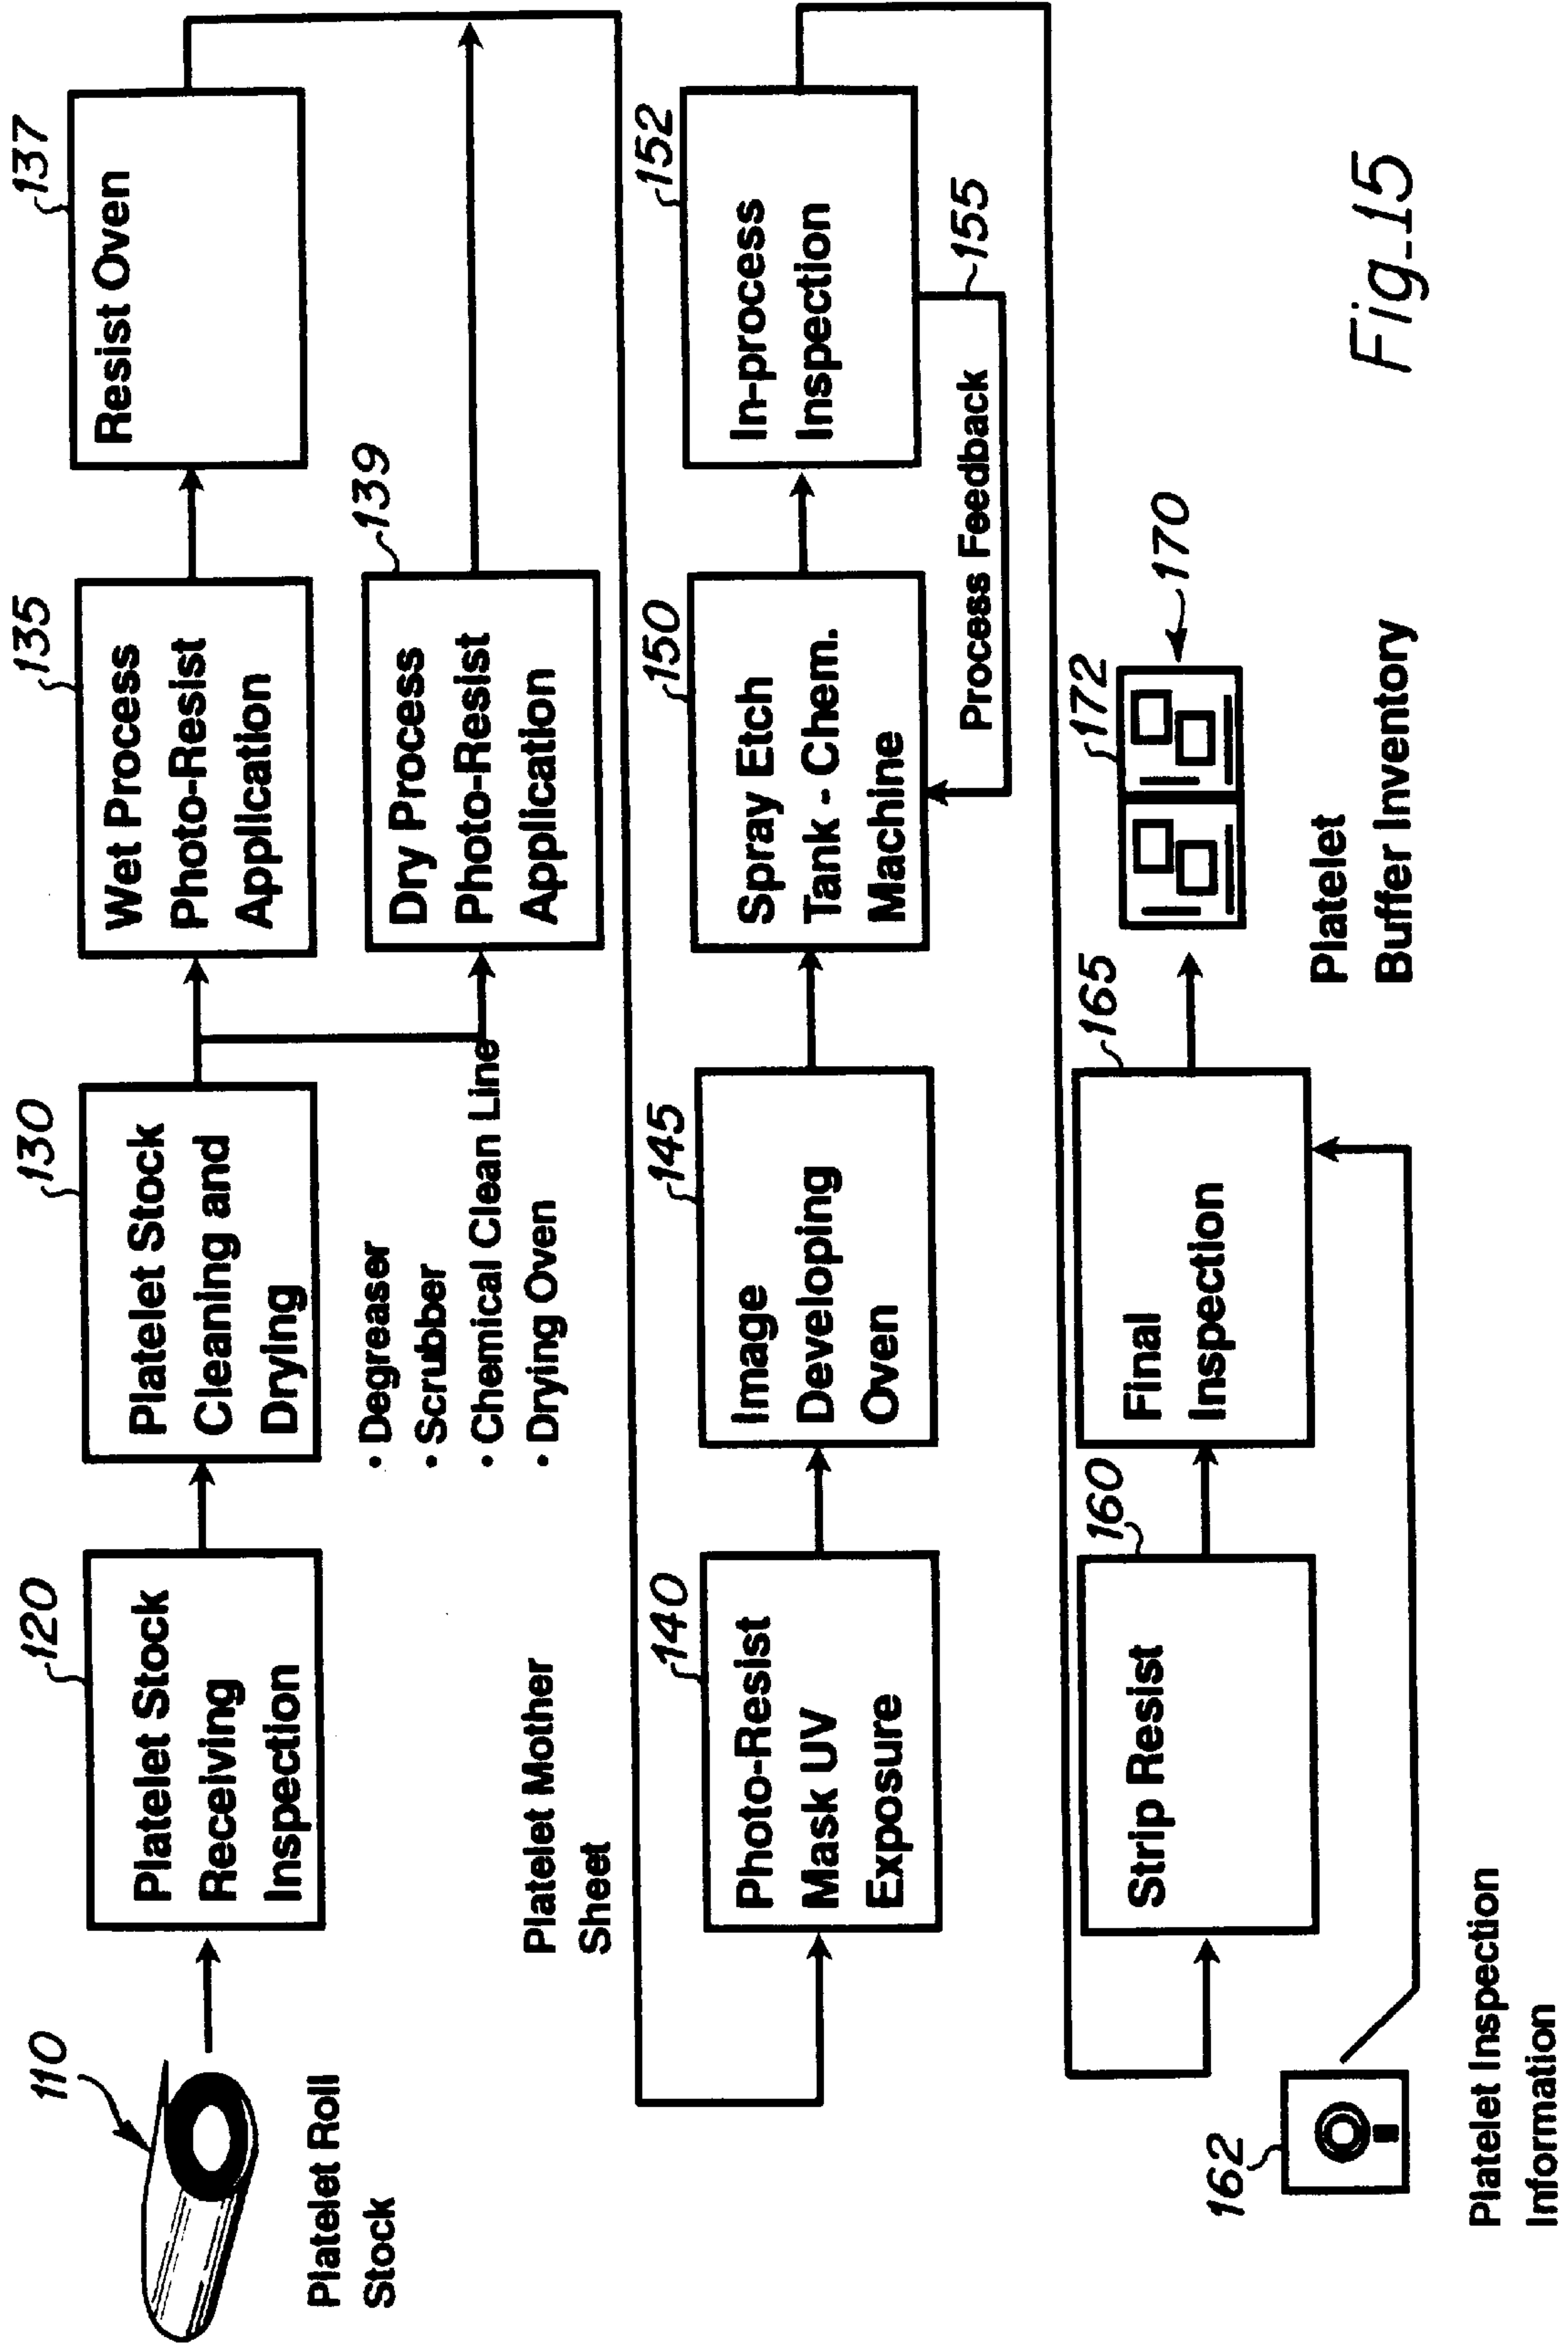 110
Platelet Roll
Stock
120
Platelet Stock
Receiving
Inspection
130
Platelet Stock
Cleaning and
Drying
• Degreaser
• Scrubber
• Chemical Clean Line
• Drying Oven
135
Wet Process
Photo-Resist
Application
137
Resist Oven
139
Dry Process
Photo-Resist
Application
Platelet Mother
Sheet
140
Photo-Resist
Mask UV
Exposure
145
Image
Developing
Oven
150
Spray Etch
Tank - Chem.
Machine
152
In-process
Inspection
155
Process Feedback
160
Strip Resist
162
Platelet Inspection
Information
165
Final
Inspection
172
170
Platelet
Buffer Inventory
Fig_15